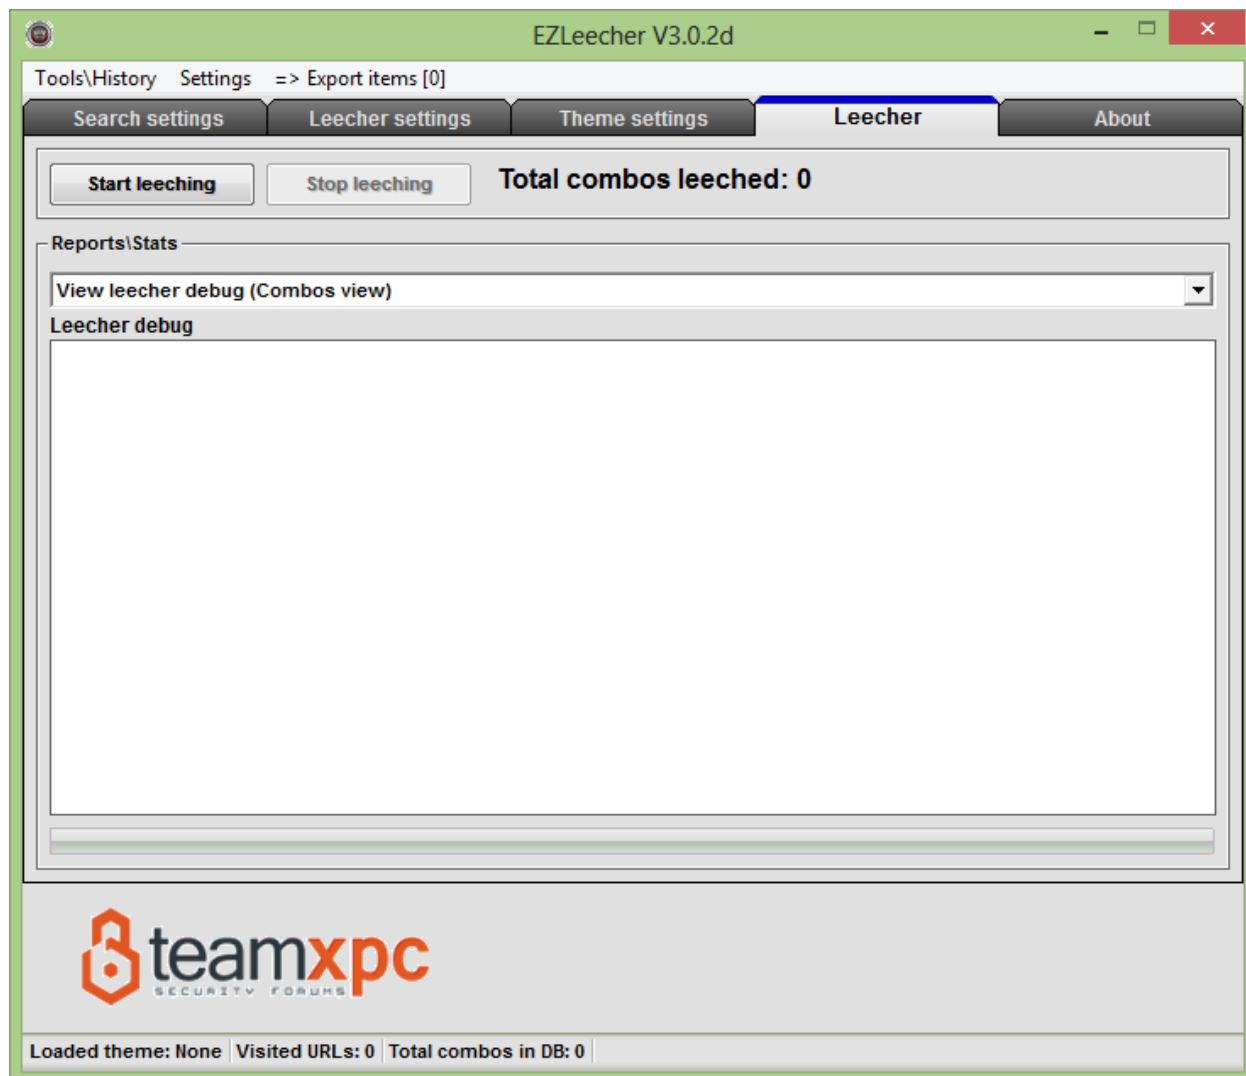 EZLeecher V3.0.2d
Tools\History Settings => Export items [0]
Search settings Leecher settings Theme settings Leecher About
Start leeching Stop leeching Total combos leeched: 0
Reports\Stats
View leecher debug (Combos view)
Leecher debug
teamxpc
SECURITY FORUMS
Loaded theme: None Visited URLs: 0 Total combos in DB: 0